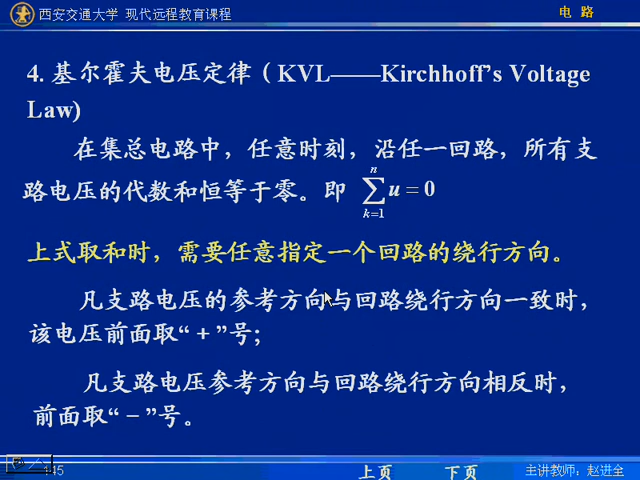 西安交通大学 现代远程教育课程
电 路
4. 基尔霍夫电压定律（KVL——Kirchhoff’s Voltage
Law)
在集总电路中，任意时刻，沿任一回路，所有支
路电压的代数和恒等于零。即 n∑k=1 u = 0
上式取和时，需要任意指定一个回路的绕行方向。
凡支路电压的参考方向与回路绕行方向一致时，
该电压前面取“＋”号；
凡支路电压参考方向与回路绕行方向相反时，
前面取“－”号。
上页 下页 主讲教师：赵进全